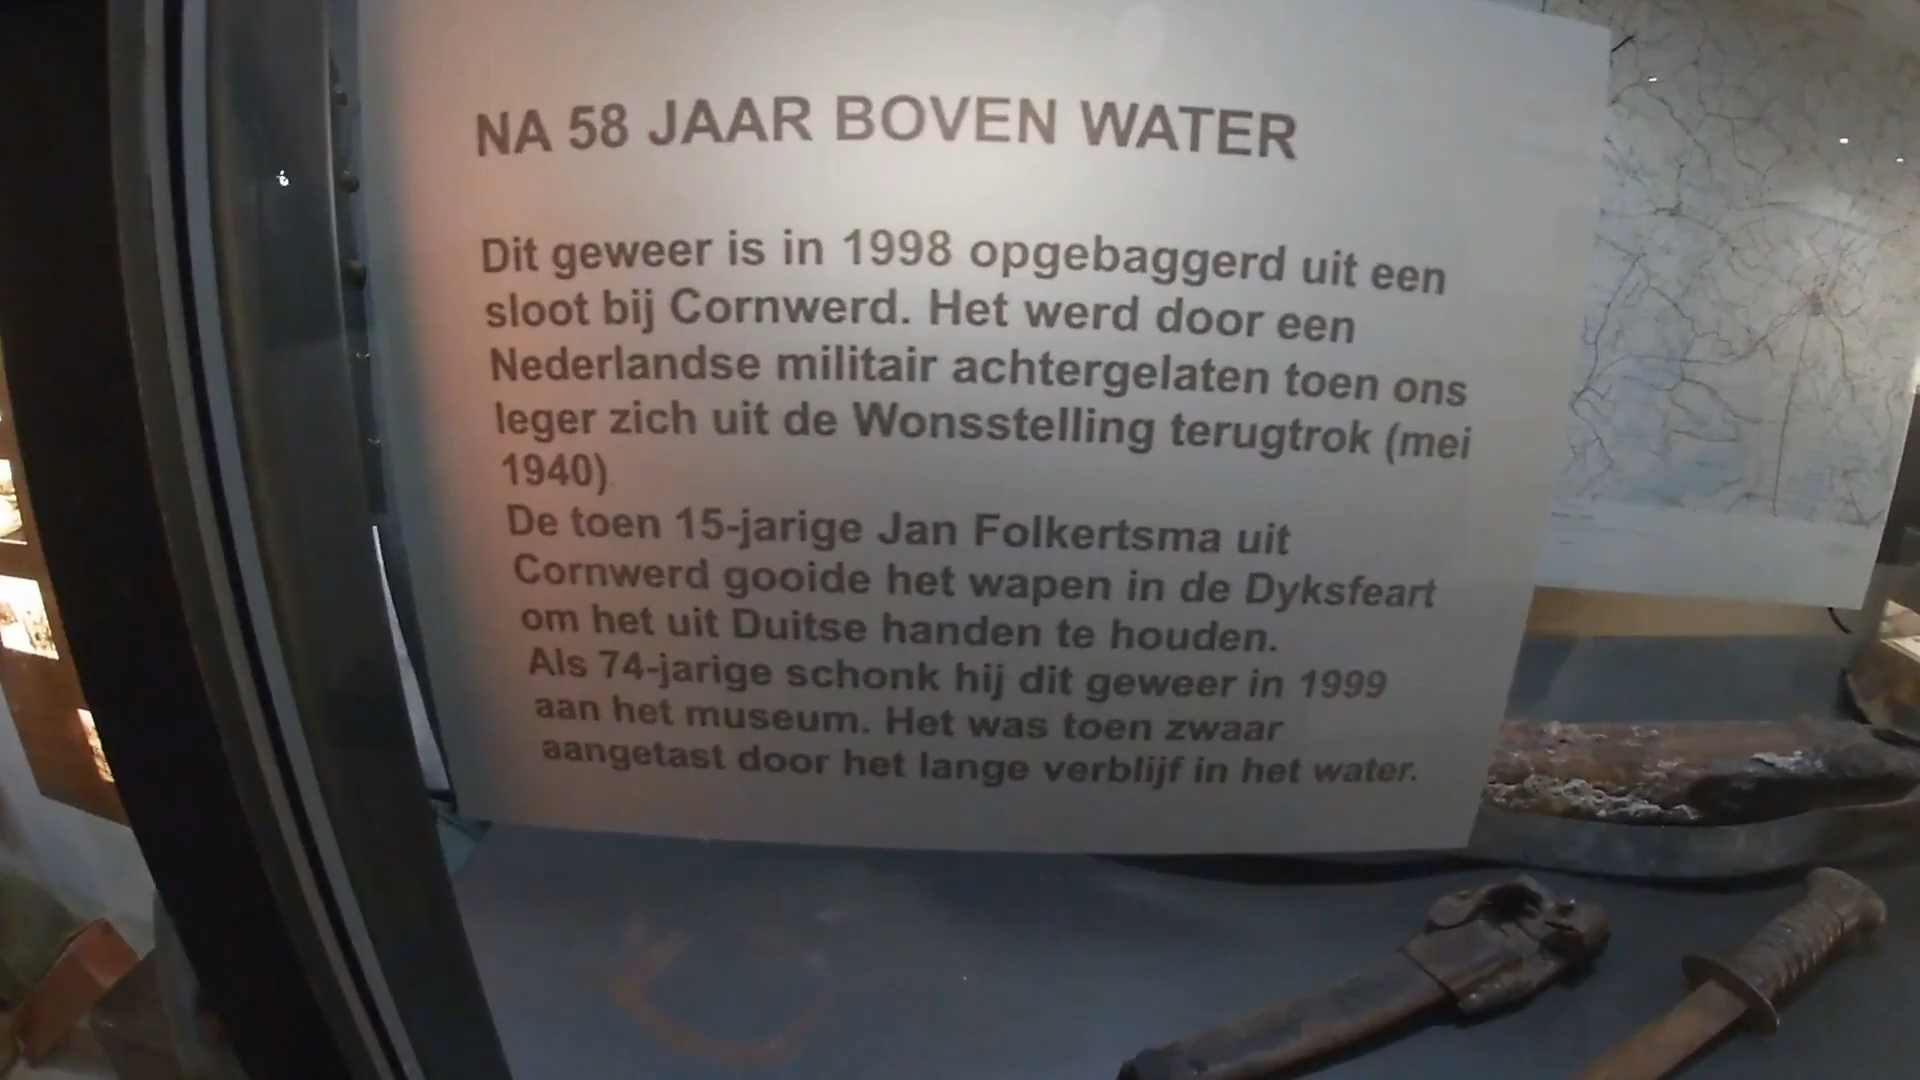 NA 58 JAAR BOVEN WATER
Dit geweer is in 1998 opgebaggerd uit een
sloot bij Cornwerd. Het werd door een
Nederlandse militair achtergelaten toen ons
leger zich uit de Wonsstelling terugtrok (mei
1940)
De toen 15-jarige Jan Folkertsma uit
Cornwerd gooide het wapen in de Dyksfeart
om het uit Duitse handen te houden.
Als 74-jarige schonk hij dit geweer in 1999
aan het museum. Het was toen zwaar
aangetast door het lange verblijf in het water.